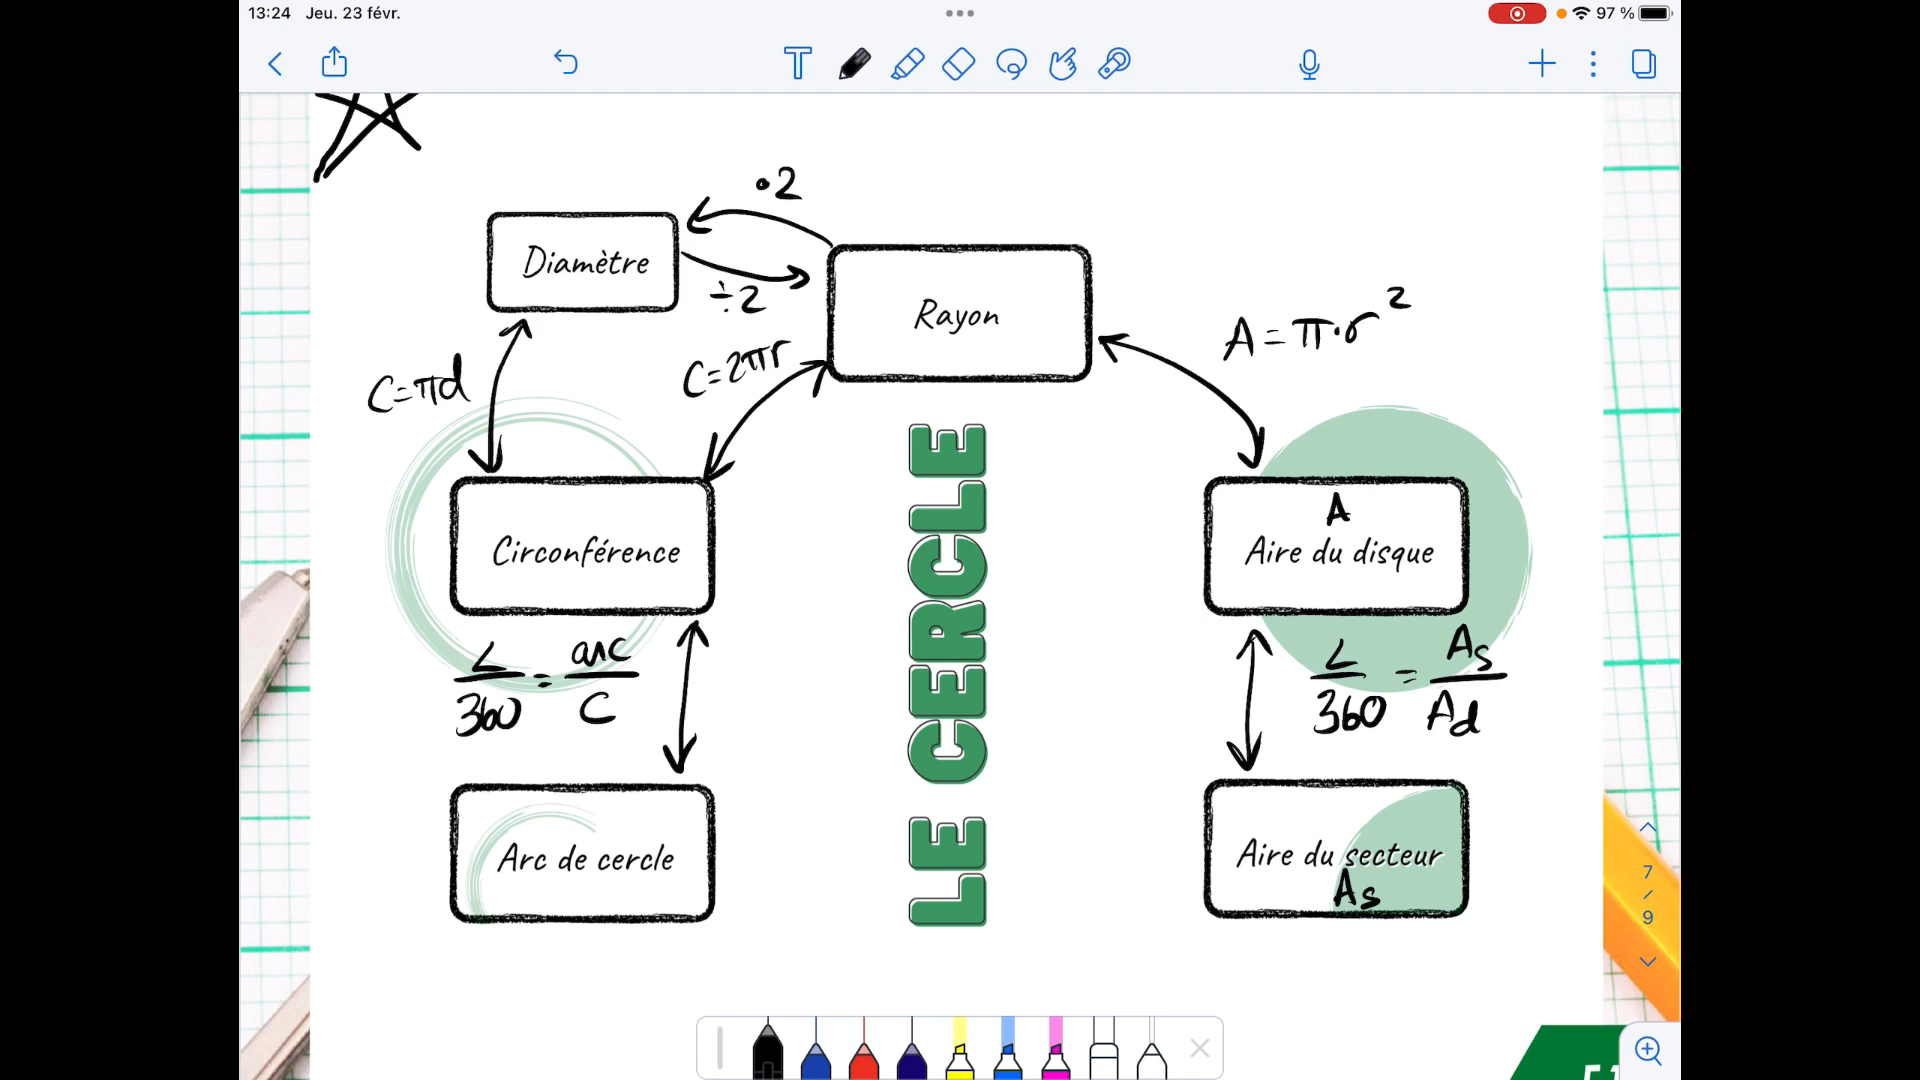 13:24 Jeu. 23 févr.
97 %
•2
Diamètre
÷2
Rayon
A = π·r²
C=πd
C=2πr
LE CERCLE
Circonférence
A
Aire du disque
∠/360 = arc/C
∠/360 = As/Ad
Arc de cercle
Aire du secteur
As
7
/
9